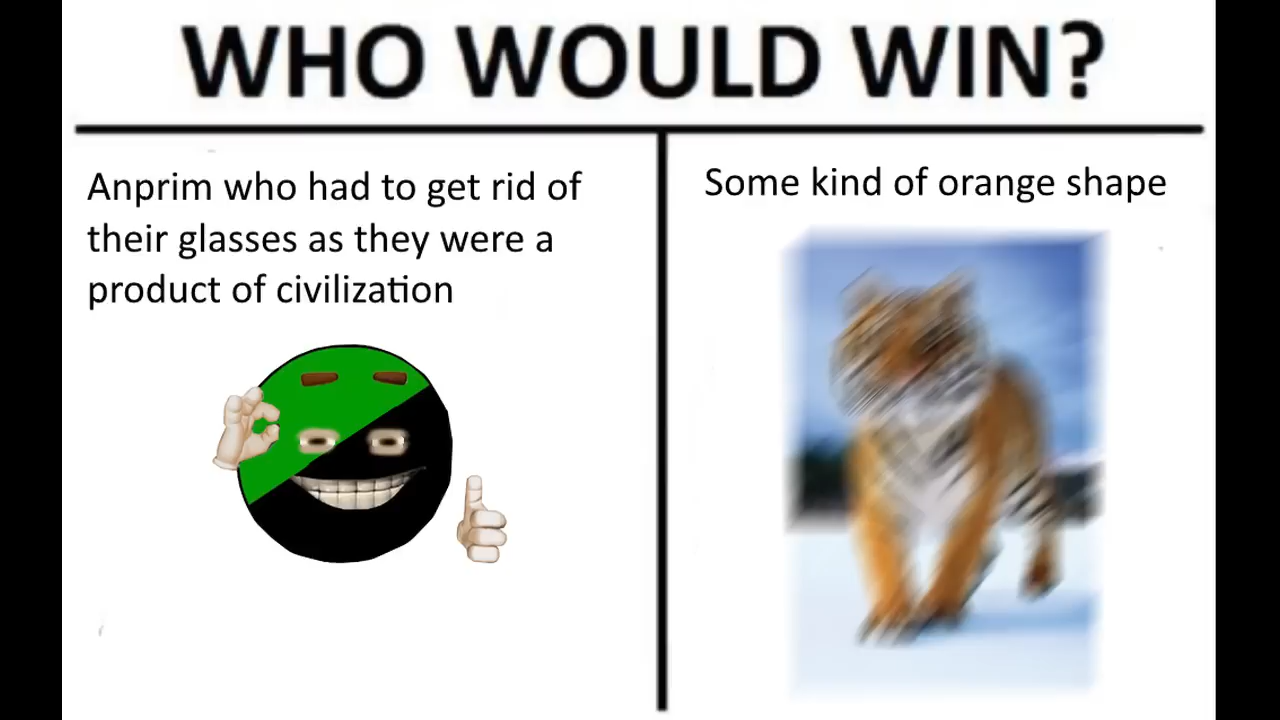 WHO WOULD WIN?
Anprim who had to get rid of
their glasses as they were a
product of civilization
Some kind of orange shape